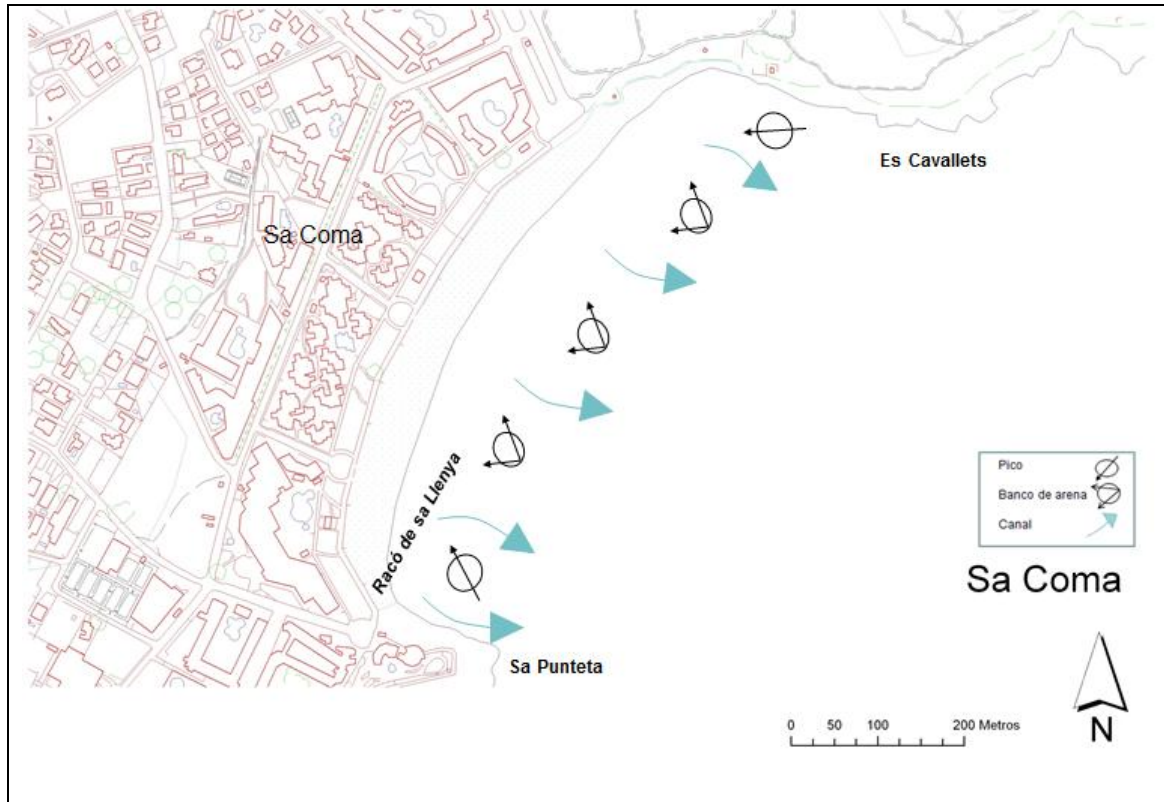 Es Cavallets
Sa Coma
Racó de sa Llenya
Sa Punteta
Pico
Banco de arena
Canal
Sa Coma
0 50 100 200 Metros
N